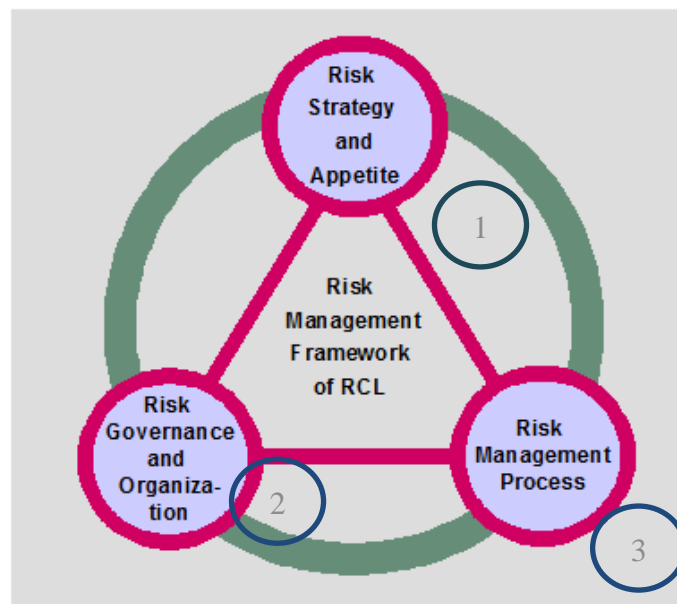 Risk
Strategy
and
Appetite
1
Risk
Management
Framework
of RCL
Risk
Governance
and
Organiza-
tion
2
Risk
Management
Process
3